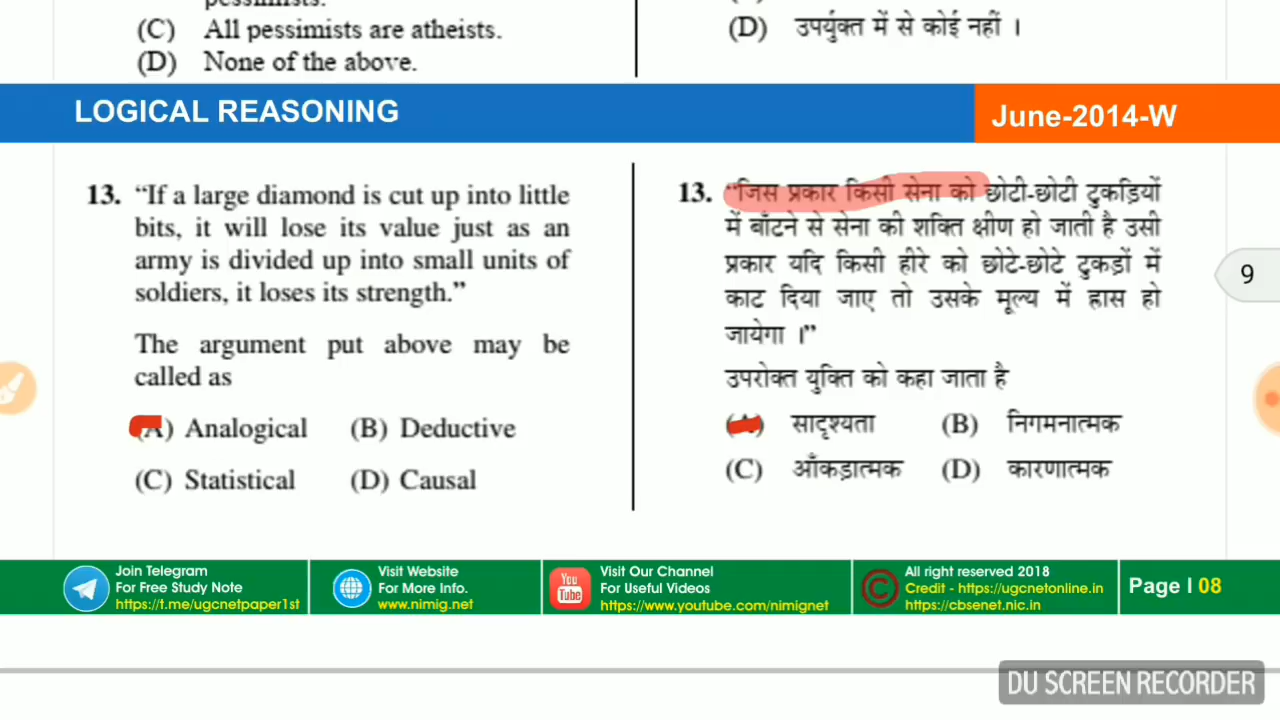 pessimists.
(C) All pessimists are atheists.
(D) None of the above.
(D) उपर्युक्त में से कोई नहीं ।
LOGICAL REASONING
June-2014-W
13. “If a large diamond is cut up into little
bits, it will lose its value just as an
army is divided up into small units of
soldiers, it loses its strength.”
The argument put above may be
called as
(A) Analogical (B) Deductive
(C) Statistical (D) Causal
13. “जिस प्रकार किसी सेना को छोटी-छोटी टुकड़ियों
में बाँटने से सेना की शक्ति क्षीण हो जाती है उसी
प्रकार यदि किसी हीरे को छोटे-छोटे टुकड़ों में
काट दिया जाए तो उसके मूल्य में ह्रास हो
जायेगा ।”
उपरोक्त युक्ति को कहा जाता है
(A) सादृश्यता (B) निगमनात्मक
(C) आँकड़ात्मक (D) कारणात्मक
9
Join Telegram
For Free Study Note
https://t.me/ugcnetpaper1st
Visit Website
For More Info.
www.nimig.net
You
Tube
Visit Our Channel
For Useful Videos
https://www.youtube.com/nimignet
©
All right reserved 2018
Credit - https://ugcnetonline.in
https://cbsenet.nic.in
Page I 08
DU SCREEN RECORDER